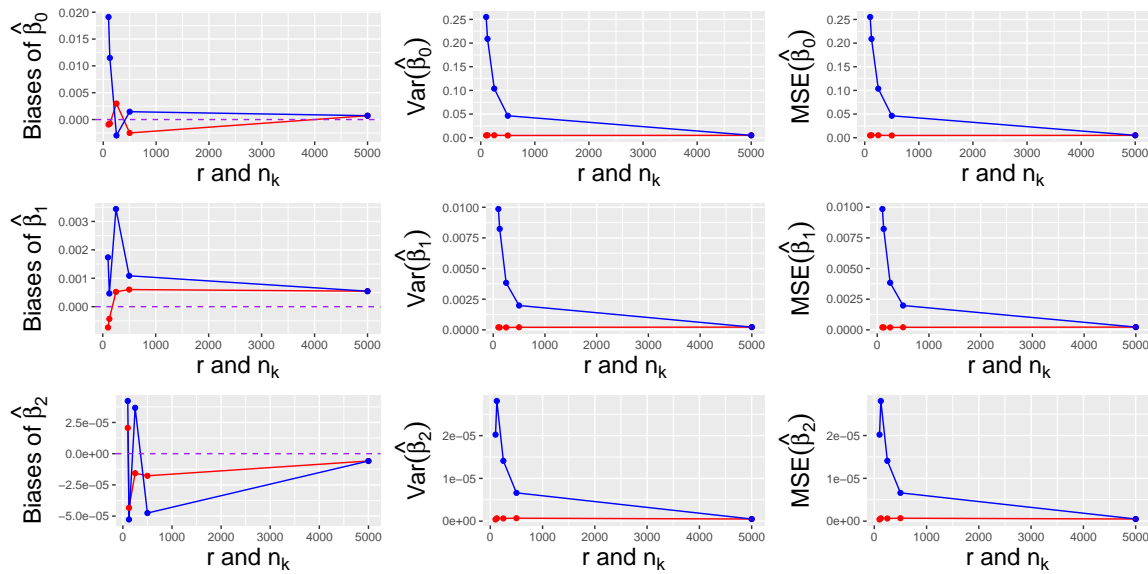 Biases of β̂₀
0.020
0.015
0.010
0.005
0.000
0 1000 2000 3000 4000 5000
r and nₖ
Var(β̂₀)
0.25
0.20
0.15
0.10
0.05
0.00
0 1000 2000 3000 4000 5000
r and nₖ
MSE(β̂₀)
0.25
0.20
0.15
0.10
0.05
0.00
0 1000 2000 3000 4000 5000
r and nₖ
Biases of β̂₁
0.003
0.002
0.001
0.000
0 1000 2000 3000 4000 5000
r and nₖ
Var(β̂₁)
0.0100
0.0075
0.0050
0.0025
0.0000
0 1000 2000 3000 4000 5000
r and nₖ
MSE(β̂₁)
0.0100
0.0075
0.0050
0.0025
0.0000
0 1000 2000 3000 4000 5000
r and nₖ
Biases of β̂₂
2.5e−05
0.0e+00
−2.5e−05
−5.0e−05
0 1000 2000 3000 4000 5000
r and nₖ
Var(β̂₂)
2e−05
1e−05
0e+00
0 1000 2000 3000 4000 5000
r and nₖ
MSE(β̂₂)
2e−05
1e−05
0e+00
0 1000 2000 3000 4000 5000
r and nₖ